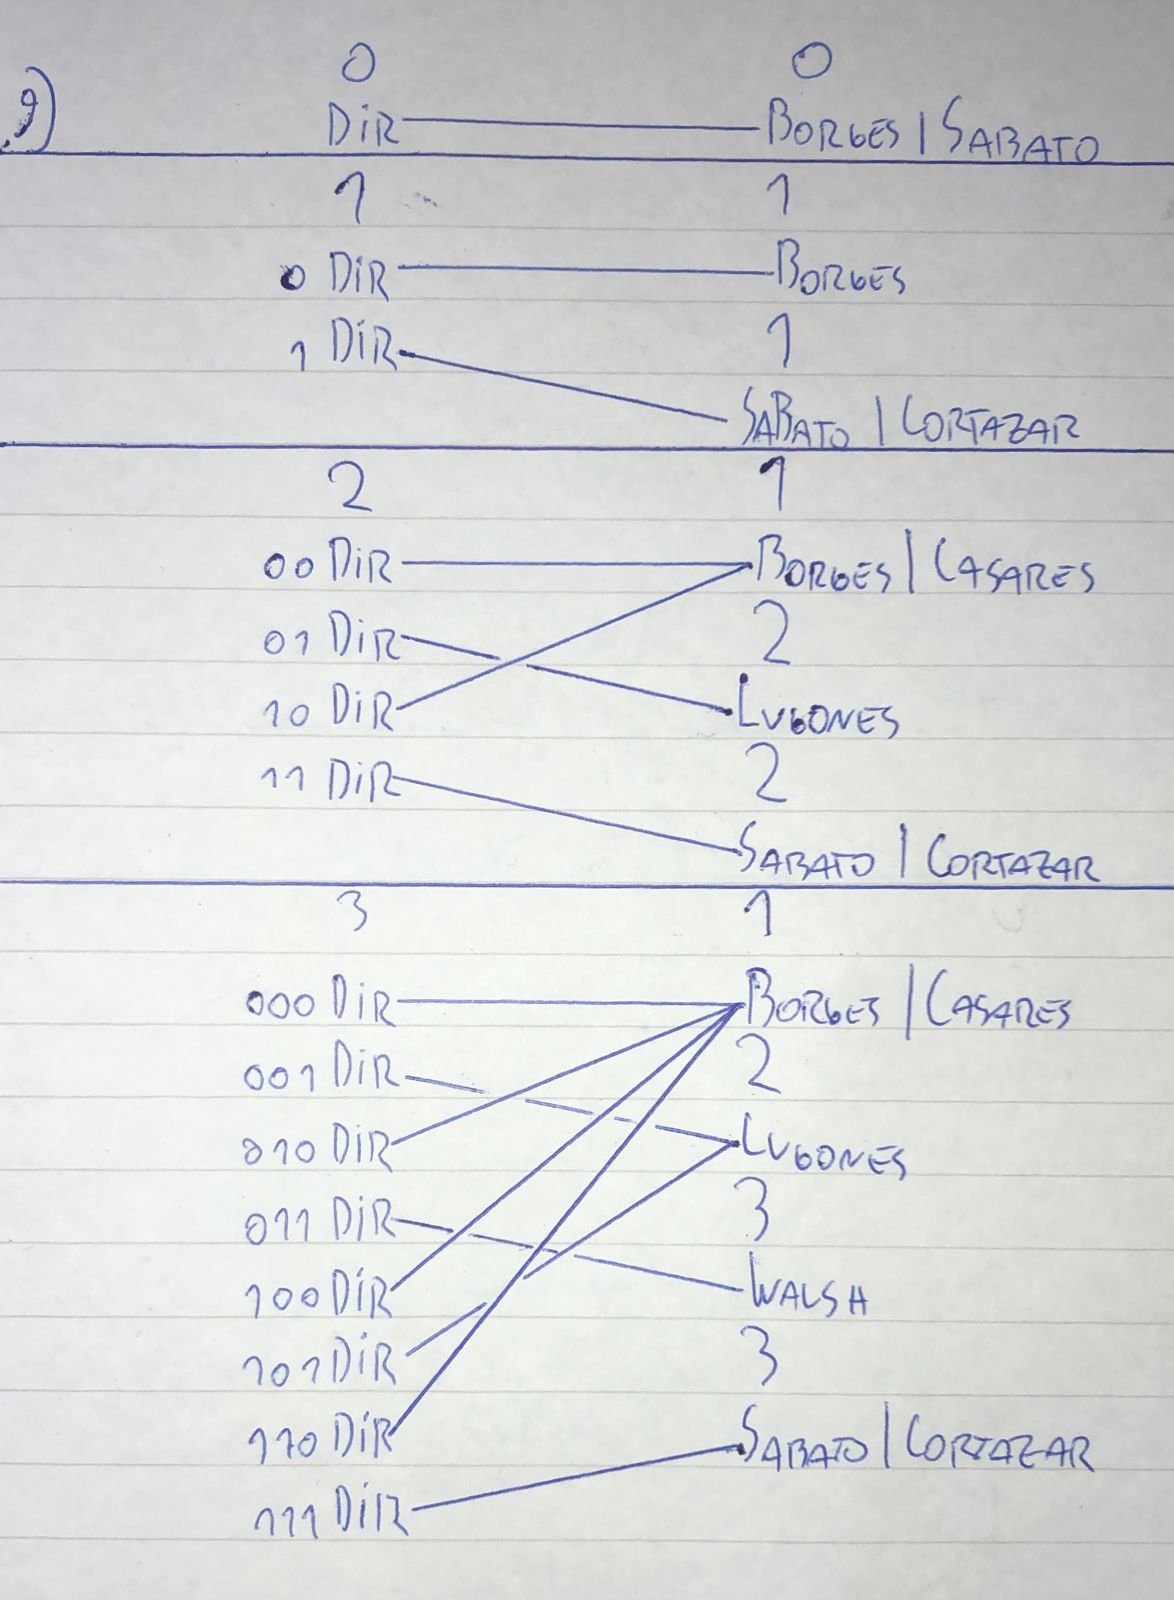 0 0
9) DiR BORGES | SABATO
1 1
0 DiR BORGES
1 DiR 1
SABATO | CORTAZAR
2 1
00 DiR BORGES | CASARES
01 DiR 2
10 DiR LUGONES
11 DiR 2
SABATO | CORTAZAR
3 1
000 DiR BORGES | CASARES
001 DiR 2
010 DiR LUGONES
011 DiR 3
100 DiR WALSH
101 DiR 3
110 DiR SABATO | CORTAZAR
111 DiR